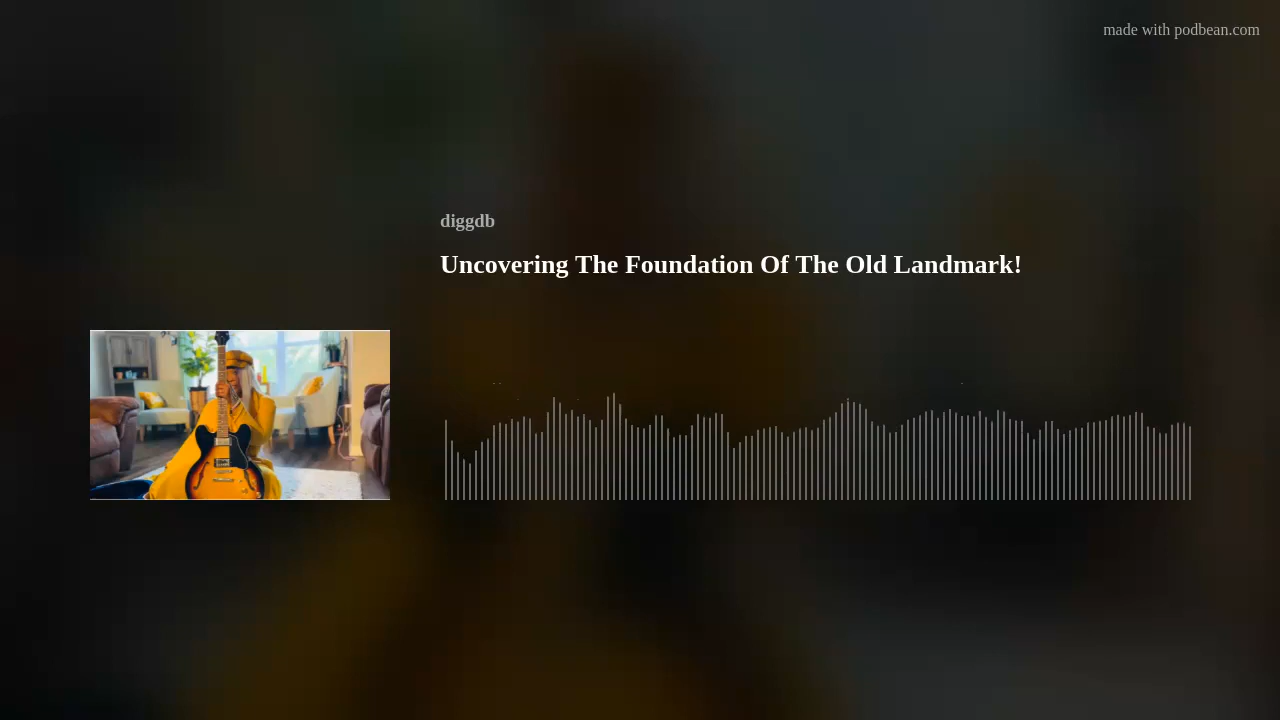 made with podbean.com
diggdb
Uncovering The Foundation Of The Old Landmark!